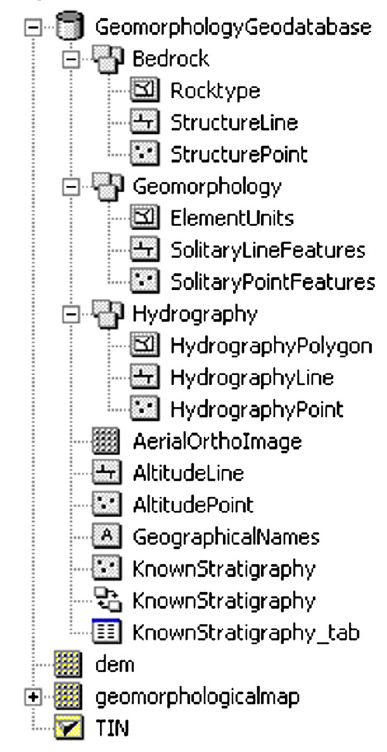 GeomorphologyGeodatabase
Bedrock
Rocktype
StructureLine
StructurePoint
Geomorphology
ElementUnits
SolitaryLineFeatures
SolitaryPointFeatures
Hydrography
HydrographyPolygon
HydrographyLine
HydrographyPoint
AerialOrthoImage
AltitudeLine
AltitudePoint
A GeographicalNames
KnownStratigraphy
KnownStratigraphy
KnownStratigraphy_tab
dem
geomorphologicalmap
TIN